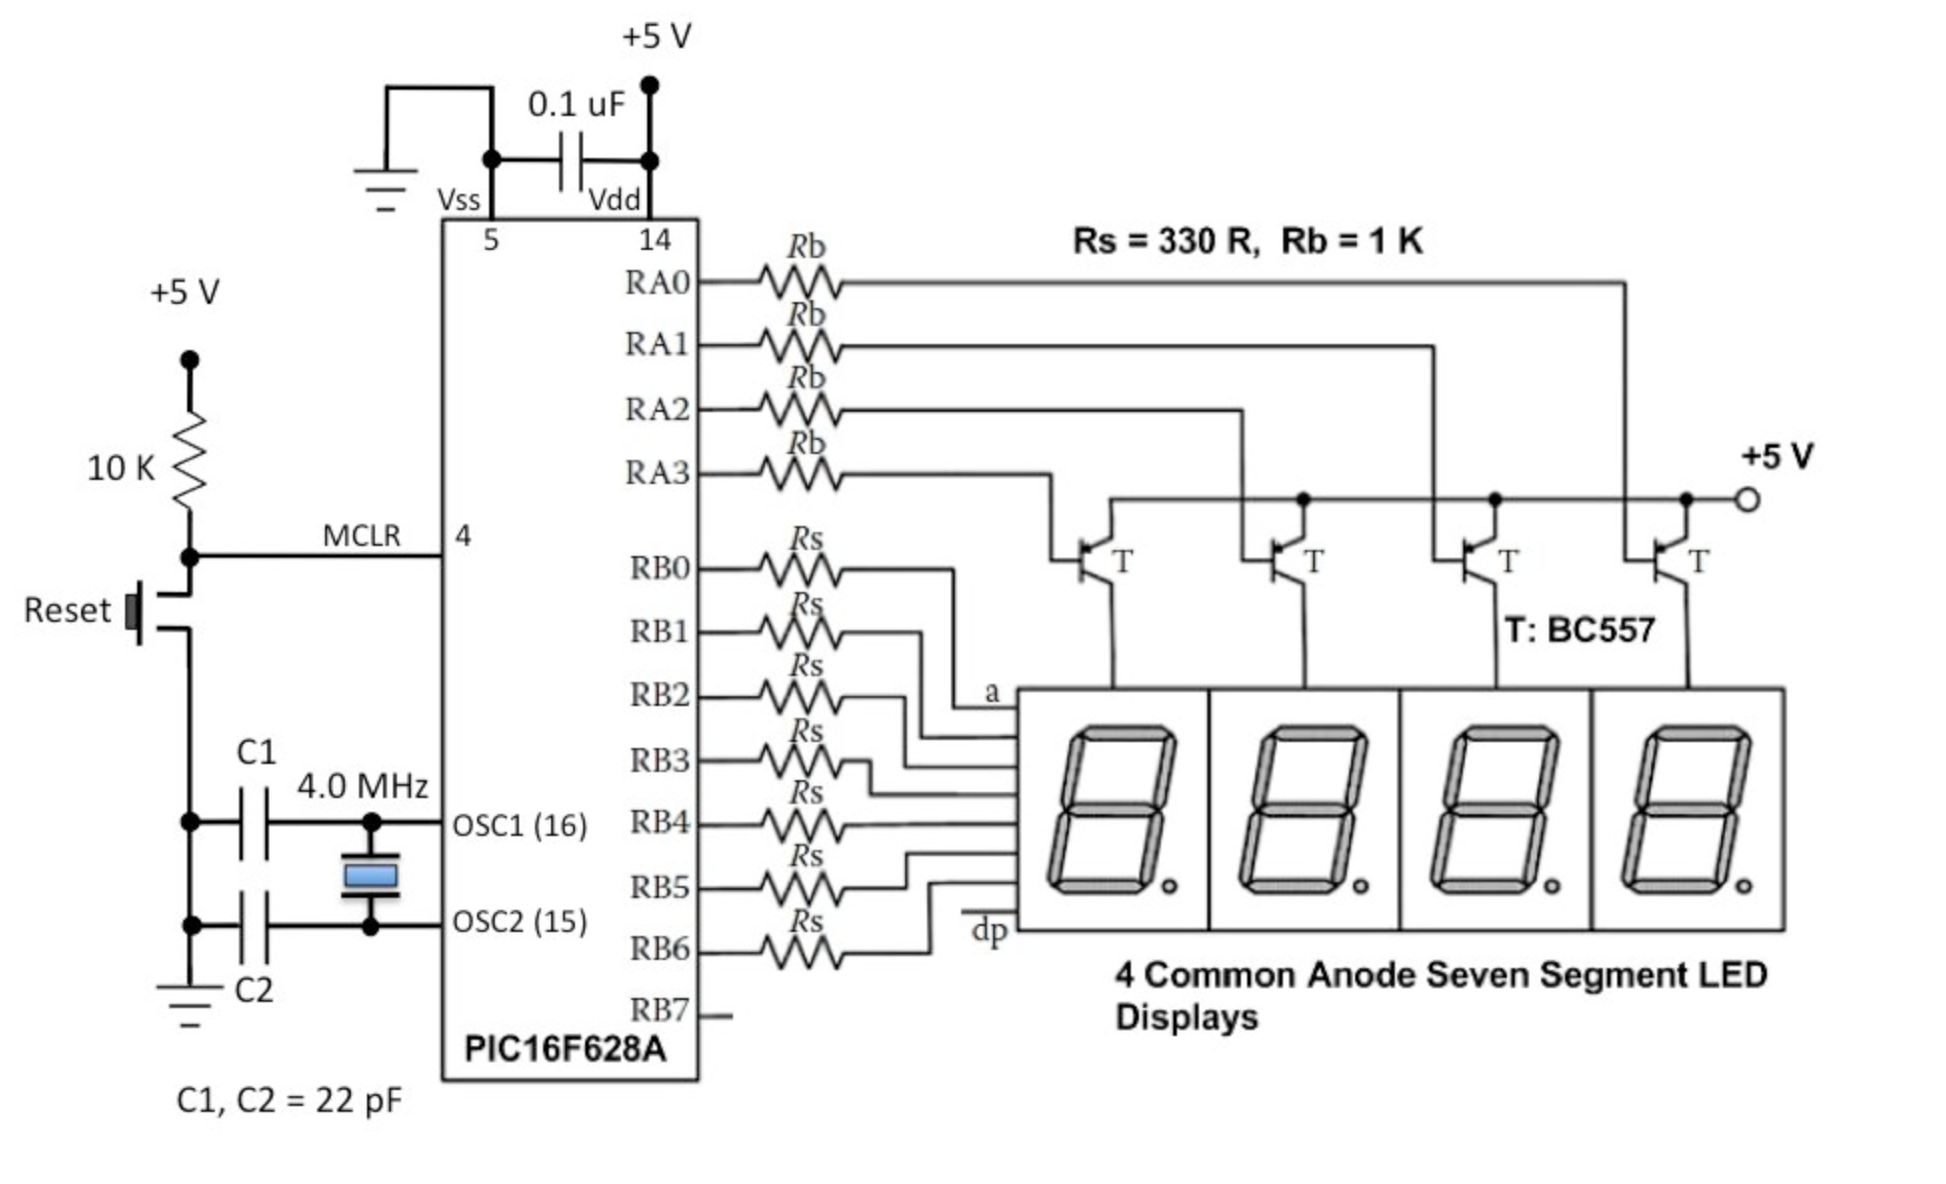 +5 V
0.1 uF
Vss
Vdd
5
14
Rb
Rs = 330 R, Rb = 1 K
RA0
+5 V
Rb
RA1
Rb
RA2
Rb
+5 V
10 K
RA3
MCLR
4
Rs
RB0
T
T
T
T
Rs
Reset
RB1
T: BC557
Rs
RB2
a
Rs
C1
RB3
4.0 MHz
Rs
OSC1 (16)
RB4
Rs
RB5
OSC2 (15)
Rs
dp
RB6
C2
4 Common Anode Seven Segment LED
Displays
RB7
PIC16F628A
C1, C2 = 22 pF